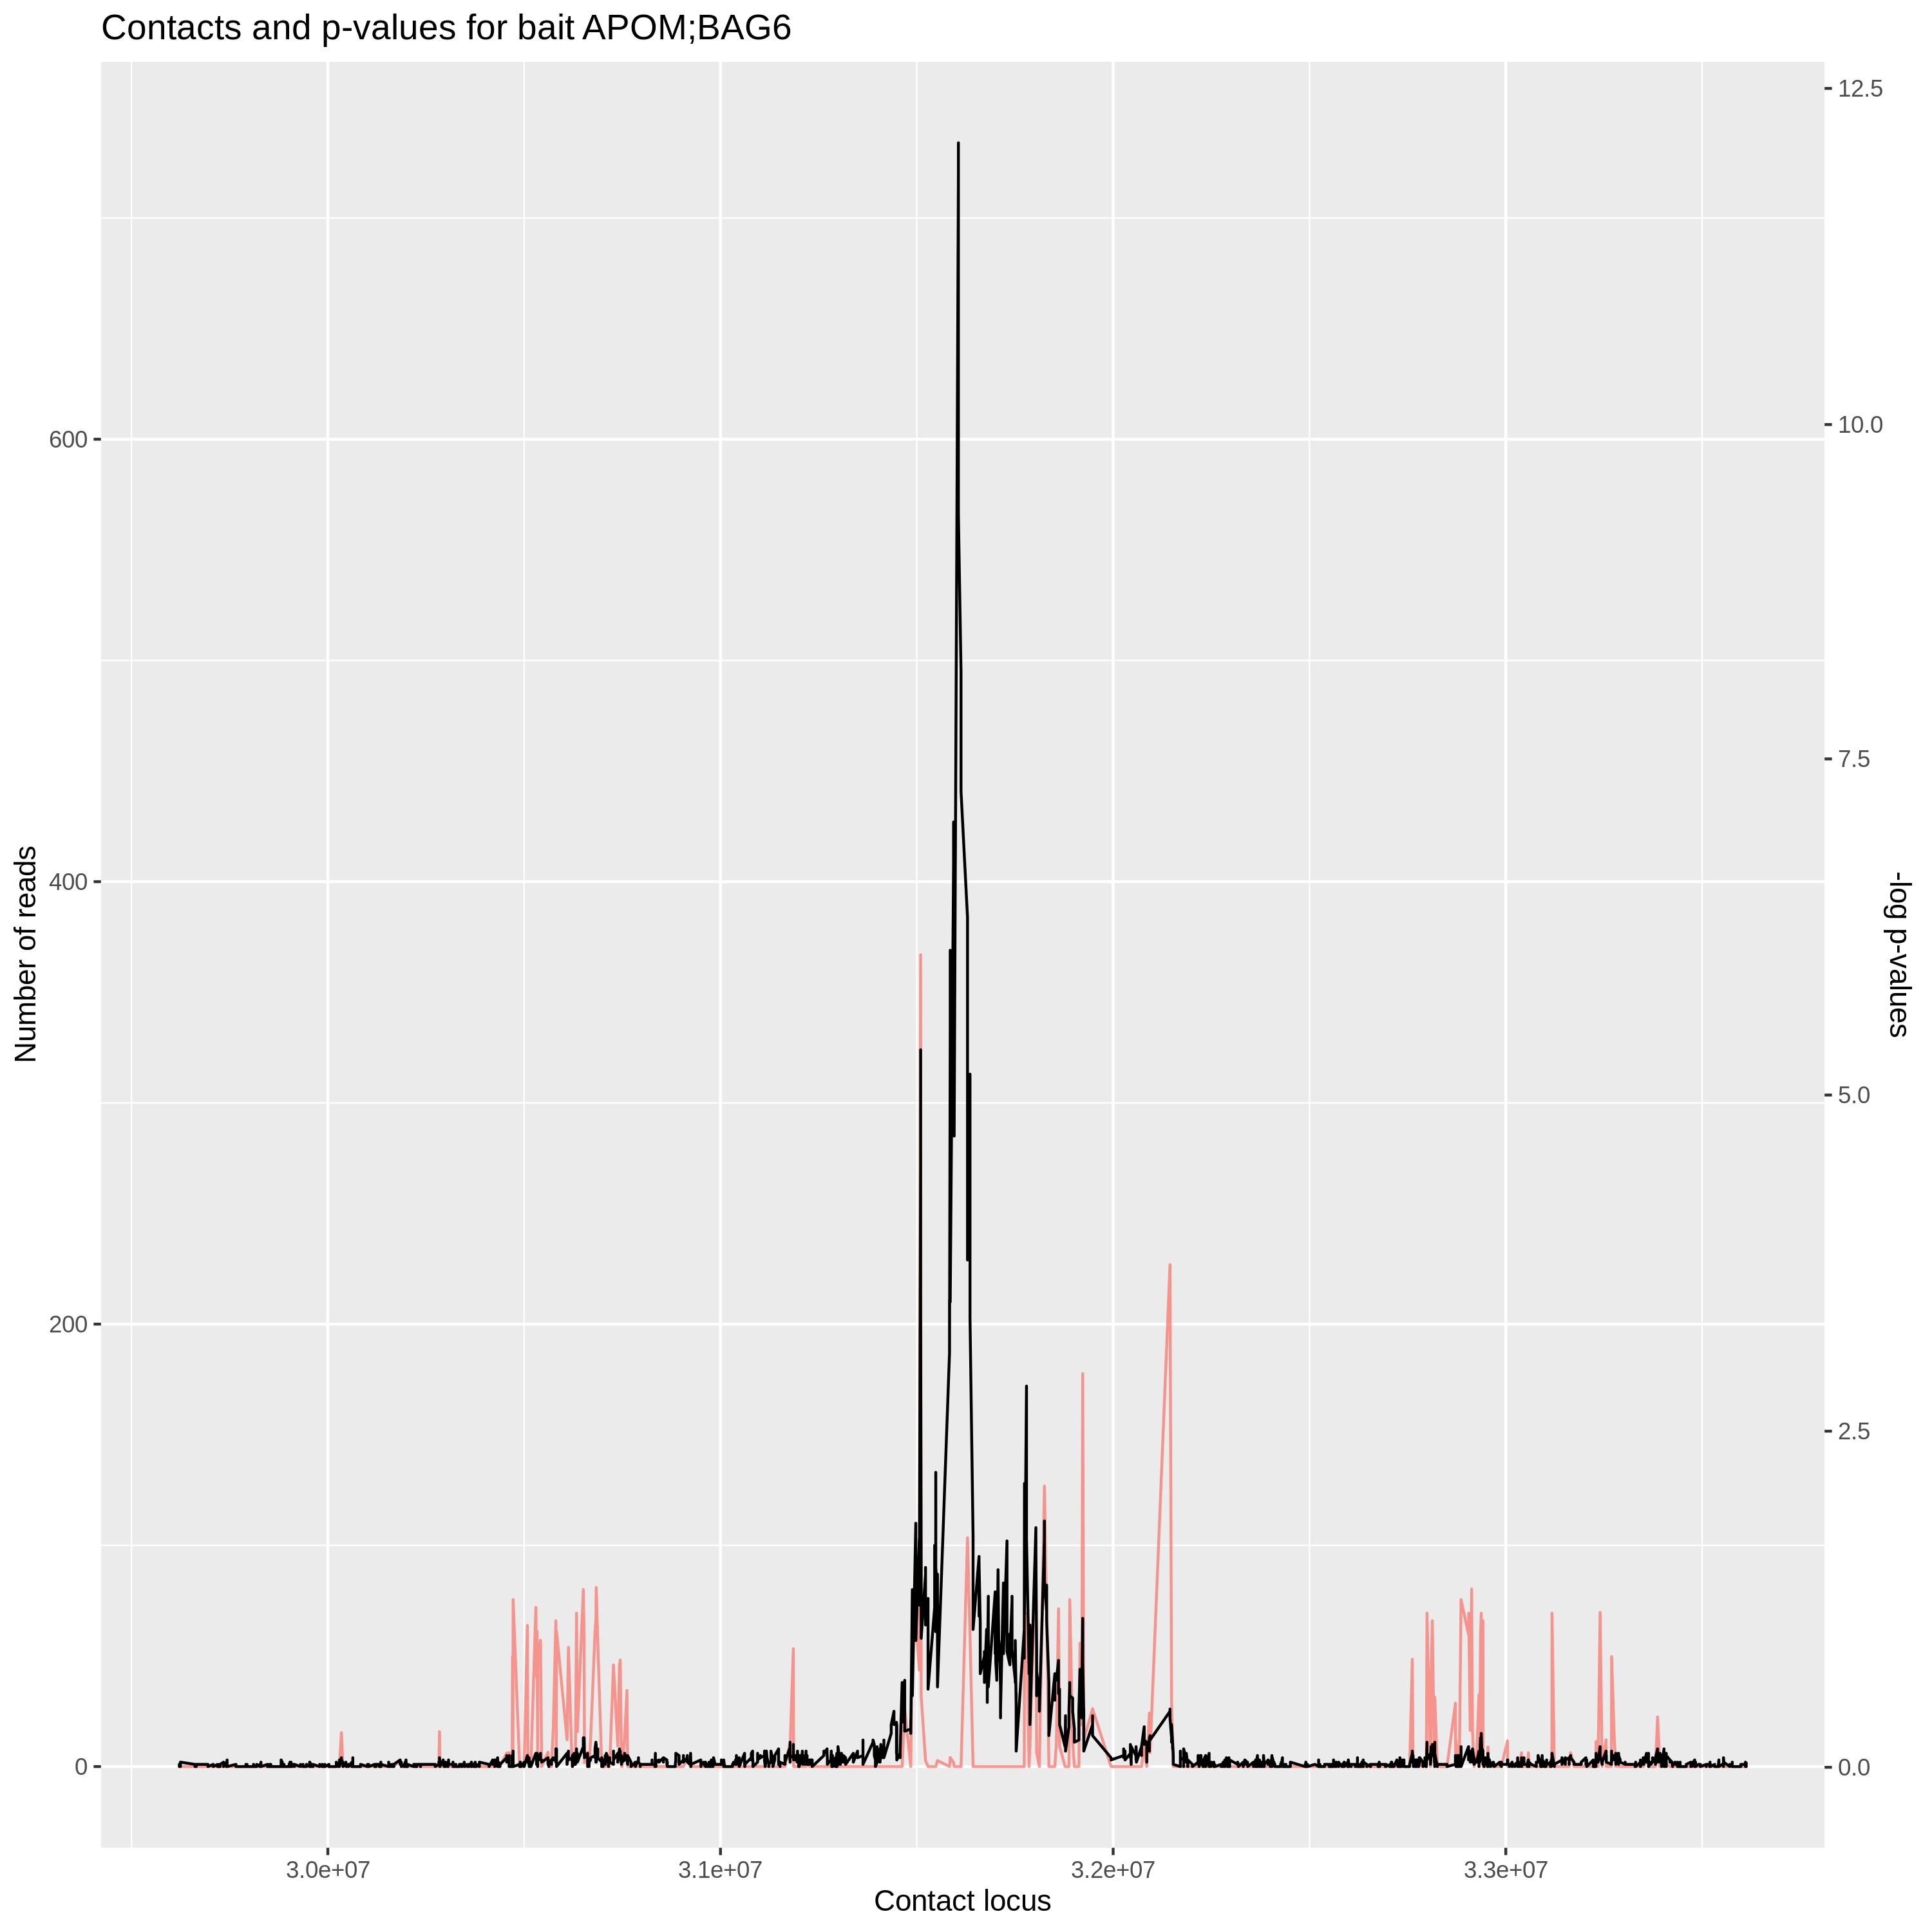 Contacts and p-values for bait APOM;BAG6
12.5
10.0
7.5
5.0
2.5
0.0
-log p-values
600
400
200
0
Number of reads
3.0e+07 3.1e+07 3.2e+07 3.3e+07
Contact locus